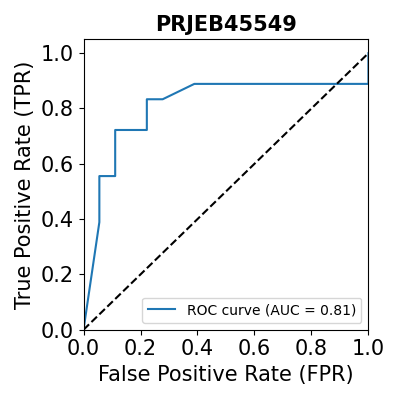 PRJEB45549
True Positive Rate (TPR)
1.0
0.8
0.6
0.4
0.2
0.0
0.0 0.2 0.4 0.6 0.8 1.0
ROC curve (AUC = 0.81)
False Positive Rate (FPR)